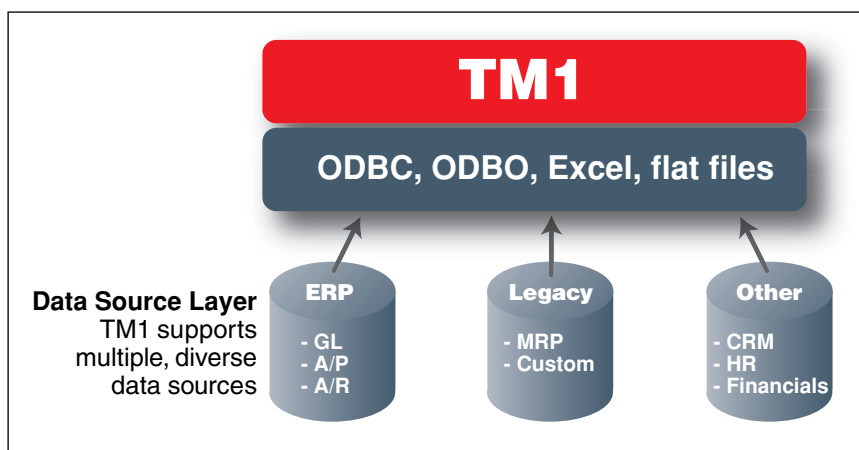 TM1
ODBC, ODBO, Excel, flat files
Data Source Layer
TM1 supports
multiple, diverse
data sources
ERP
- GL
- A/P
- A/R
Legacy
- MRP
- Custom
Other
- CRM
- HR
- Financials